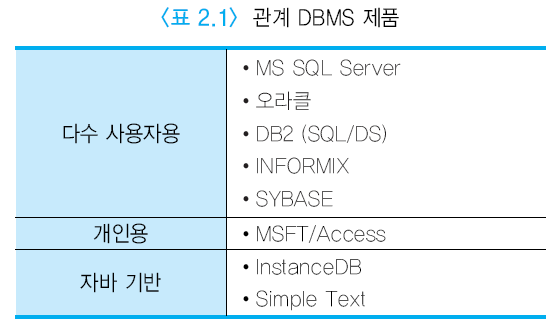 〈표 2.1〉 관계 DBMS 제품
다수 사용자용
• MS SQL Server
• 오라클
• DB2 (SQL/DS)
• INFORMIX
• SYBASE
개인용
• MSFT/Access
자바 기반
• InstanceDB
• Simple Text